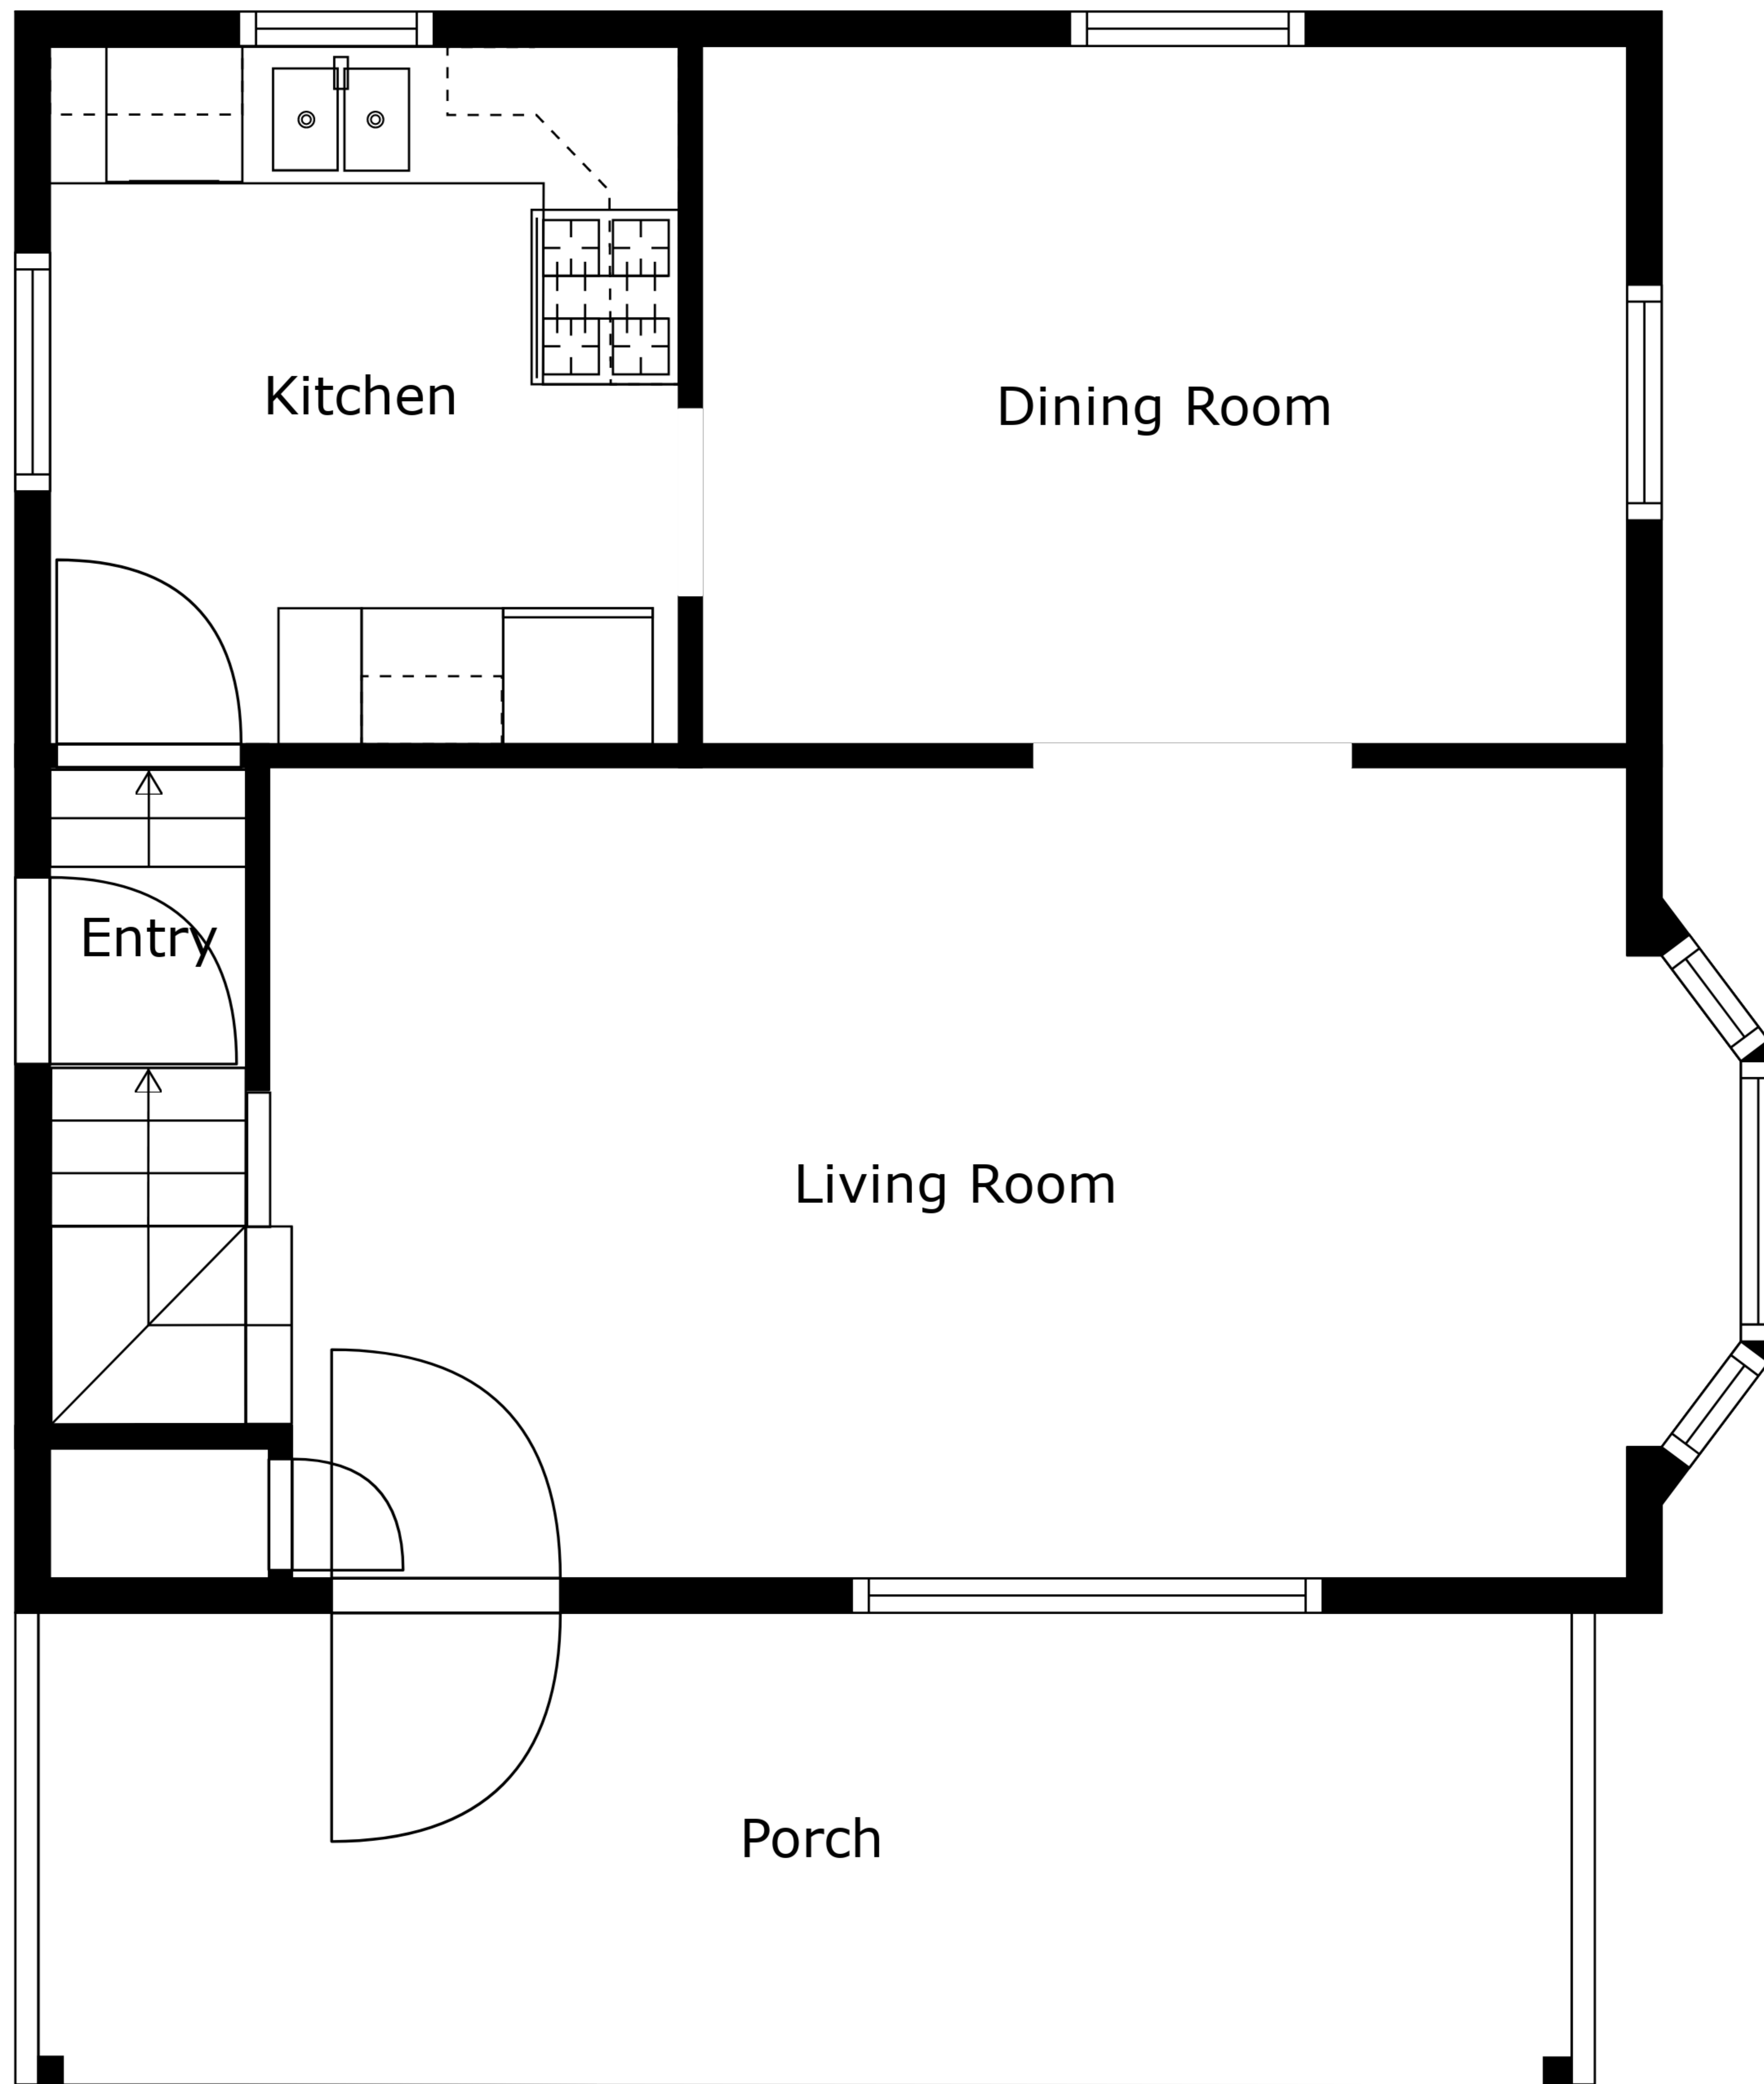 Kitchen
Dining Room
Entry
Living Room
Porch